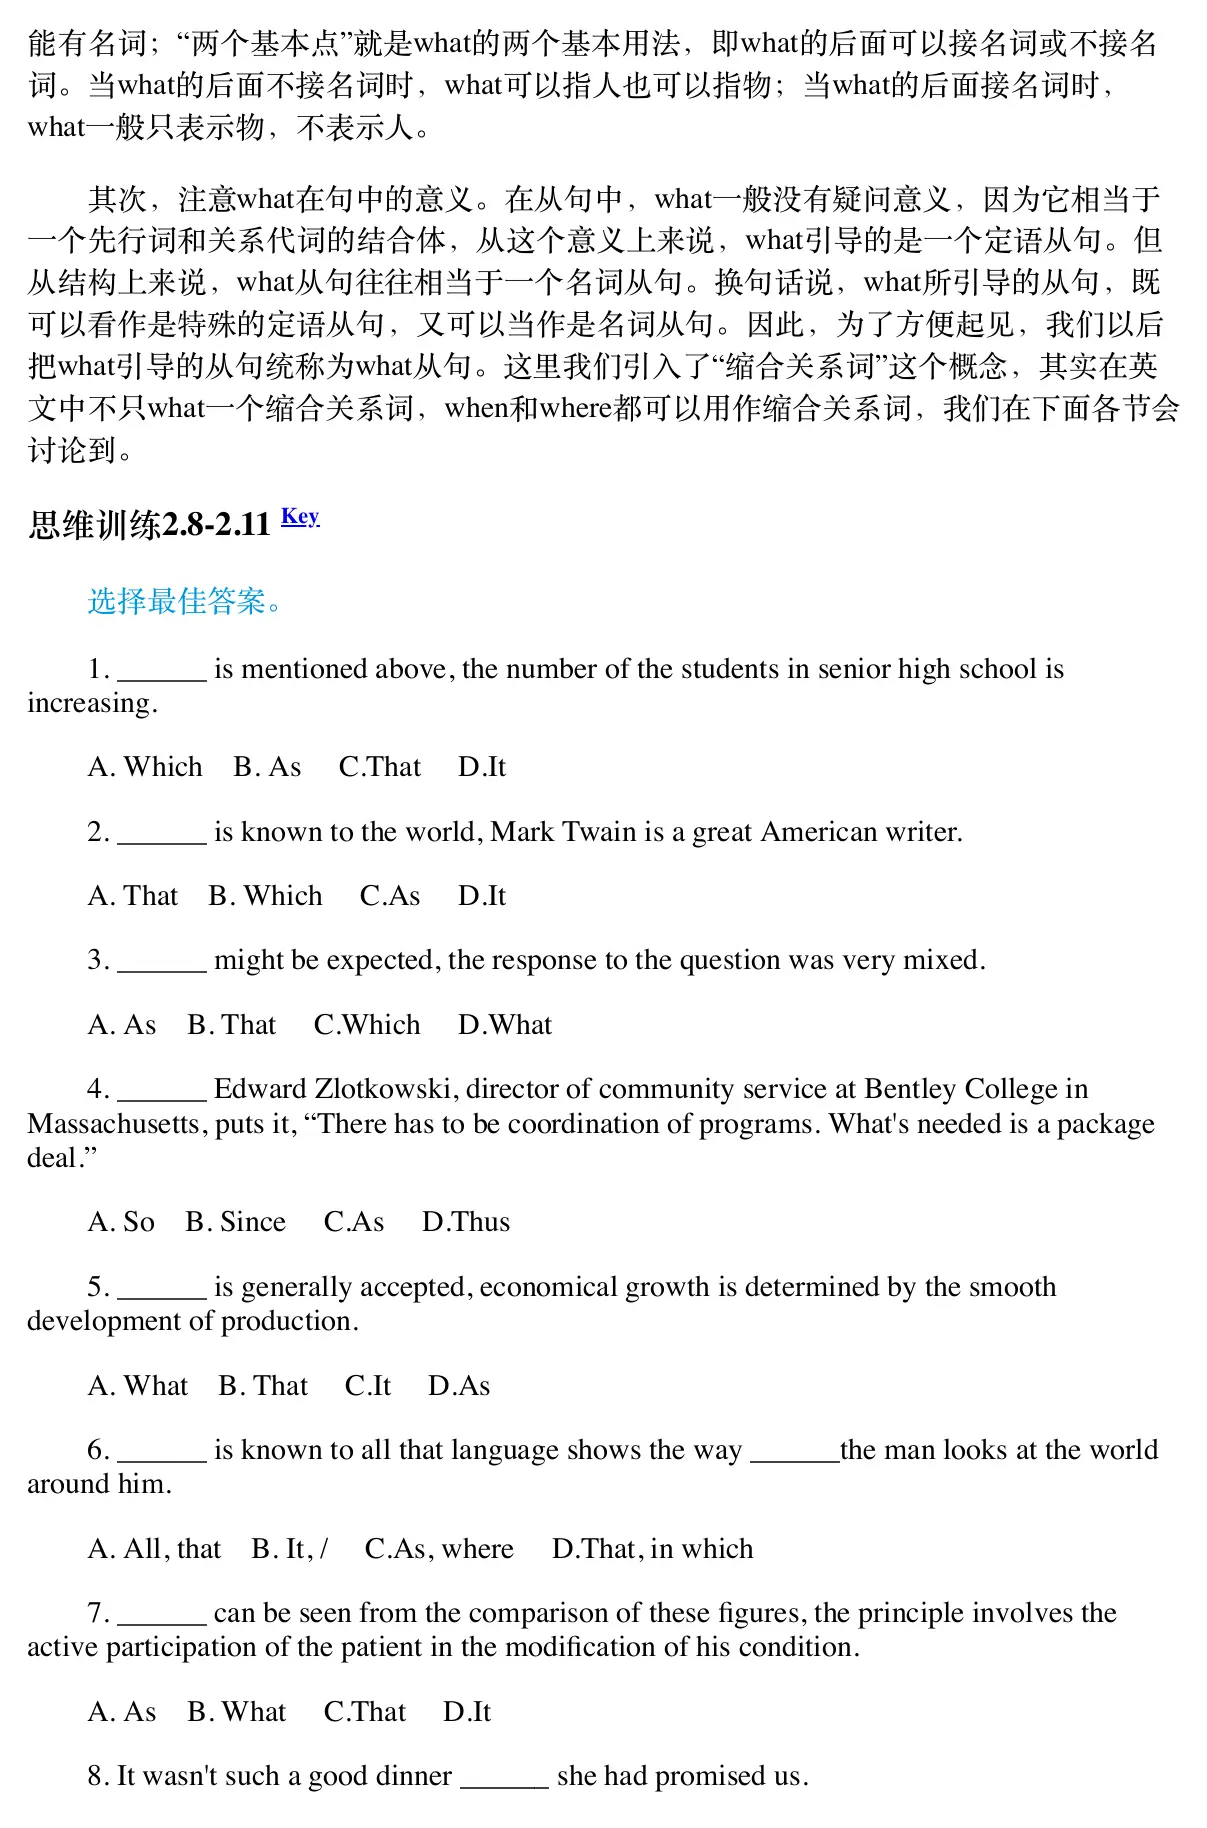 能有名词；“两个基本点”就是what的两个基本用法，即what的后面可以接名词或不接名
词。当what的后面不接名词时，what可以指人也可以指物；当what的后面接名词时，
what一般只表示物，不表示人。
其次，注意what在句中的意义。在从句中，what一般没有疑问意义，因为它相当于
一个先行词和关系代词的结合体，从这个意义上来说，what引导的是一个定语从句。但
从结构上来说，what从句往往相当于一个名词从句。换句话说，what所引导的从句，既
可以看作是特殊的定语从句，又可以当作是名词从句。因此，为了方便起见，我们以后
把what引导的从句统称为what从句。这里我们引入了“缩合关系词”这个概念，其实在英
文中不只what一个缩合关系词，when和where都可以用作缩合关系词，我们在下面各节会
讨论到。
思维训练2.8-2.11 Key
选择最佳答案。
1. ______ is mentioned above, the number of the students in senior high school is
increasing.
A. Which B. As C.That D.It
2. ______ is known to the world, Mark Twain is a great American writer.
A. That B. Which C.As D.It
3. ______ might be expected, the response to the question was very mixed.
A. As B. That C.Which D.What
4. ______ Edward Zlotkowski, director of community service at Bentley College in
Massachusetts, puts it, “There has to be coordination of programs. What's needed is a package
deal.”
A. So B. Since C.As D.Thus
5. ______ is generally accepted, economical growth is determined by the smooth
development of production.
A. What B. That C.It D.As
6. ______ is known to all that language shows the way ______the man looks at the world
around him.
A. All, that B. It, / C.As, where D.That, in which
7. ______ can be seen from the comparison of these figures, the principle involves the
active participation of the patient in the modification of his condition.
A. As B. What C.That D.It
8. It wasn't such a good dinner ______ she had promised us.